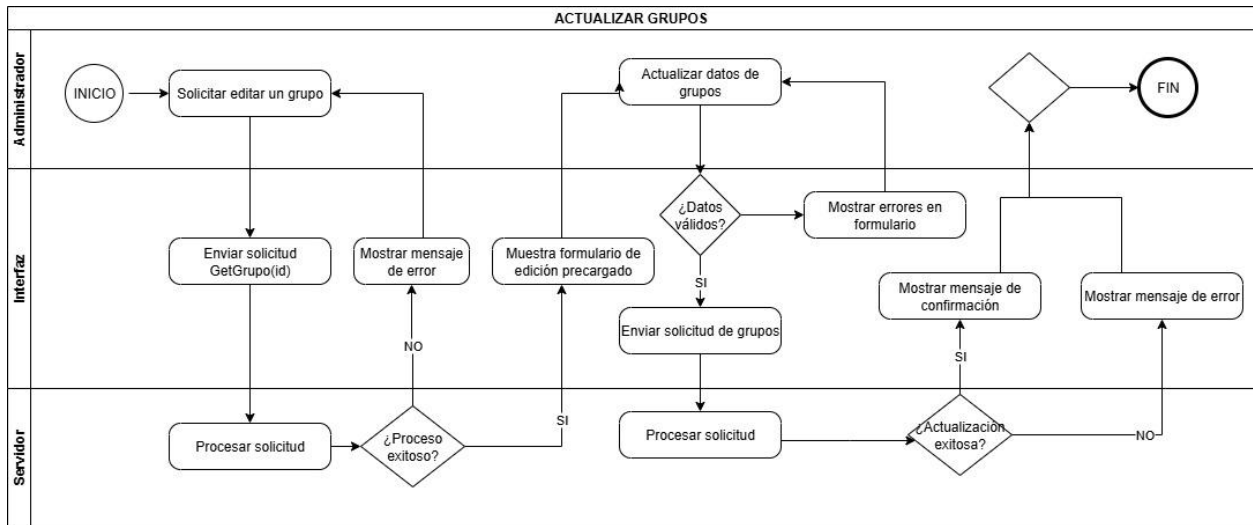 ACTUALIZAR GRUPOS
Administrador
INICIO
Solicitar editar un grupo
Actualizar datos de
grupos
FIN
Interfaz
¿Datos
válidos?
Mostrar errores en
formulario
Enviar solicitud
GetGrupo(id)
Mostrar mensaje
de error
Muestra formulario de
edición precargado
SI
Mostrar mensaje de
confirmación
Mostrar mensaje de error
Enviar solicitud de grupos
NO
SI
Servidor
Procesar solicitud
¿Proceso
exitoso?
SI
Procesar solicitud
¿Actualización
exitosa?
NO